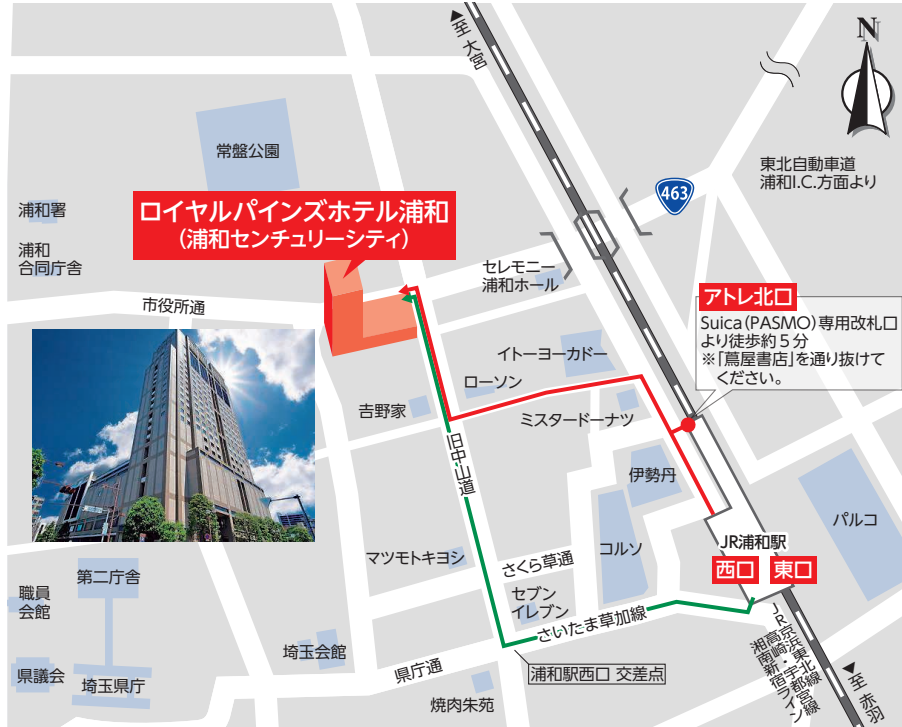 ▲至 大宮
N
常盤公園
東北自動車道
浦和I.C.方面より
463
浦和署
ロイヤルパインズホテル浦和
(浦和センチュリーシティ)
浦和
合同庁舎
セレモニー
浦和ホール
市役所通
アトレ北口
Suica(PASMO)専用改札口
より徒歩約5分
※「蔦屋書店」を通り抜けて
ください。
イトーヨーカドー
ローソン
吉野家
ミスタードーナツ
旧中山道
伊勢丹
パルコ
コルソ
JR浦和駅
西口
東口
マツモトキヨシ
さくら草通
第二庁舎
職員
会館
セブン
イレブン
さいたま草加線
埼玉会館
県庁通
浦和駅西口 交差点
県議会
埼玉県庁
焼肉朱苑
JR京浜東北線
高崎・宇都宮線
湘南新宿ライン
▼至 赤羽